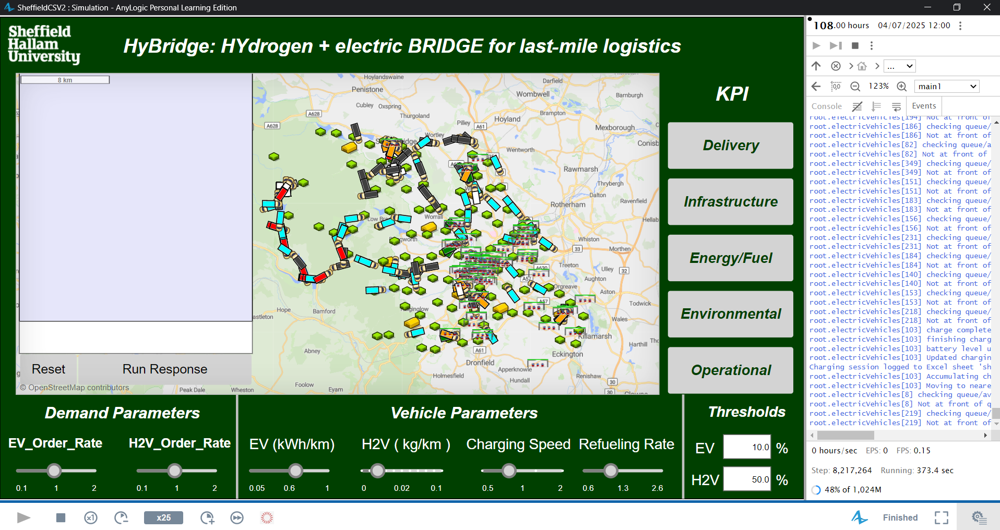 SheffieldCSV2 : Simulation - AnyLogic Personal Learning Edition
Sheffield
Hallam
University
HyBridge: HYdrogen + electric BRIDGE for last-mile logistics
8 km
Hoylandswaine
Penistone
Darfield
Wombwell
Barnburgh
Cubley
Oxspring
A628
Thurgoland
Brampton
Hoyland
Pilley
A61
Mexborough
A628
Wortley
Conisb
Wentworth
Rawmarsh
Thrybergh
Dalton
Ravenfield
Rotherham
Worrall
Hellab
Whiston
33
Morthen
Treeton
A630
Ulley
32
A57
Aughton
Orgreave
Aston
A57
Todwick
Hope
Bamford
Ringinglow
Wales
Killamarsh
Harthill
Abney
A61
Eckington
Dronfield
Apperknowle
Holmesfield
Hundall
Renishaw
30
Foolow
Eyam
30
Peak Dale
Wheston
Reset
Run Response
© OpenStreetMap contributors
KPI
Delivery
Infrastructure
Energy/Fuel
Environmental
Operational
Demand Parameters
EV_Order_Rate
H2V_Order_Rate
0.1 1 2
0.1 1 2
Vehicle Parameters
EV (kWh/km)
H2V ( kg/km )
Charging Speed
Refueling Rate
0.05 0.6 1
0 0.02 0.1
0.5 1 2
0.6 1.3 2.6
Thresholds
EV 10.0 %
H2V 50.0 %
108.00 hours 04/07/2025 12:00
...
123%
main1
Console
Events
root.electricVehicles[194] Not at front of
root.electricVehicles[186] checking queue/
root.electricVehicles[186] Not at front of
root.electricVehicles[82] checking queue/a
root.electricVehicles[82] Not at front of
root.electricVehicles[349] checking queue/
root.electricVehicles[349] Not at front of
root.electricVehicles[151] checking queue/
root.electricVehicles[151] Not at front of
root.electricVehicles[183] checking queue/
root.electricVehicles[183] Not at front of
root.electricVehicles[156] checking queue/
root.electricVehicles[156] Not at front of
root.electricVehicles[231] checking queue/
root.electricVehicles[231] Not at front of
root.electricVehicles[184] checking queue/
root.electricVehicles[184] Not at front of
root.electricVehicles[140] checking queue/
root.electricVehicles[140] Not at front of
root.electricVehicles[153] checking queue/
root.electricVehicles[153] Not at front of
root.electricVehicles[218] checking queue/
root.electricVehicles[218] Not at front of
root.electricVehicles[103] charge complete
root.electricVehicles[103] finishing charg
root.electricVehicles[103] battery level u
root.electricVehicles[103] Updated chargin
Charging session logged to Excel sheet 'sh
root.electricVehicles[103] Accumulating ch
root.electricVehicles[103] Moving to neare
root.electricVehicles[8] checking queue/av
root.electricVehicles[8] Not at front of q
root.electricVehicles[219] checking queue/
root.electricVehicles[219] Not at front of
0 hours/sec EPS: 0 FPS: 0.15
Step: 8,217,264 Running: 373.4 sec
48% of 1,024M
x1
x25
Finished